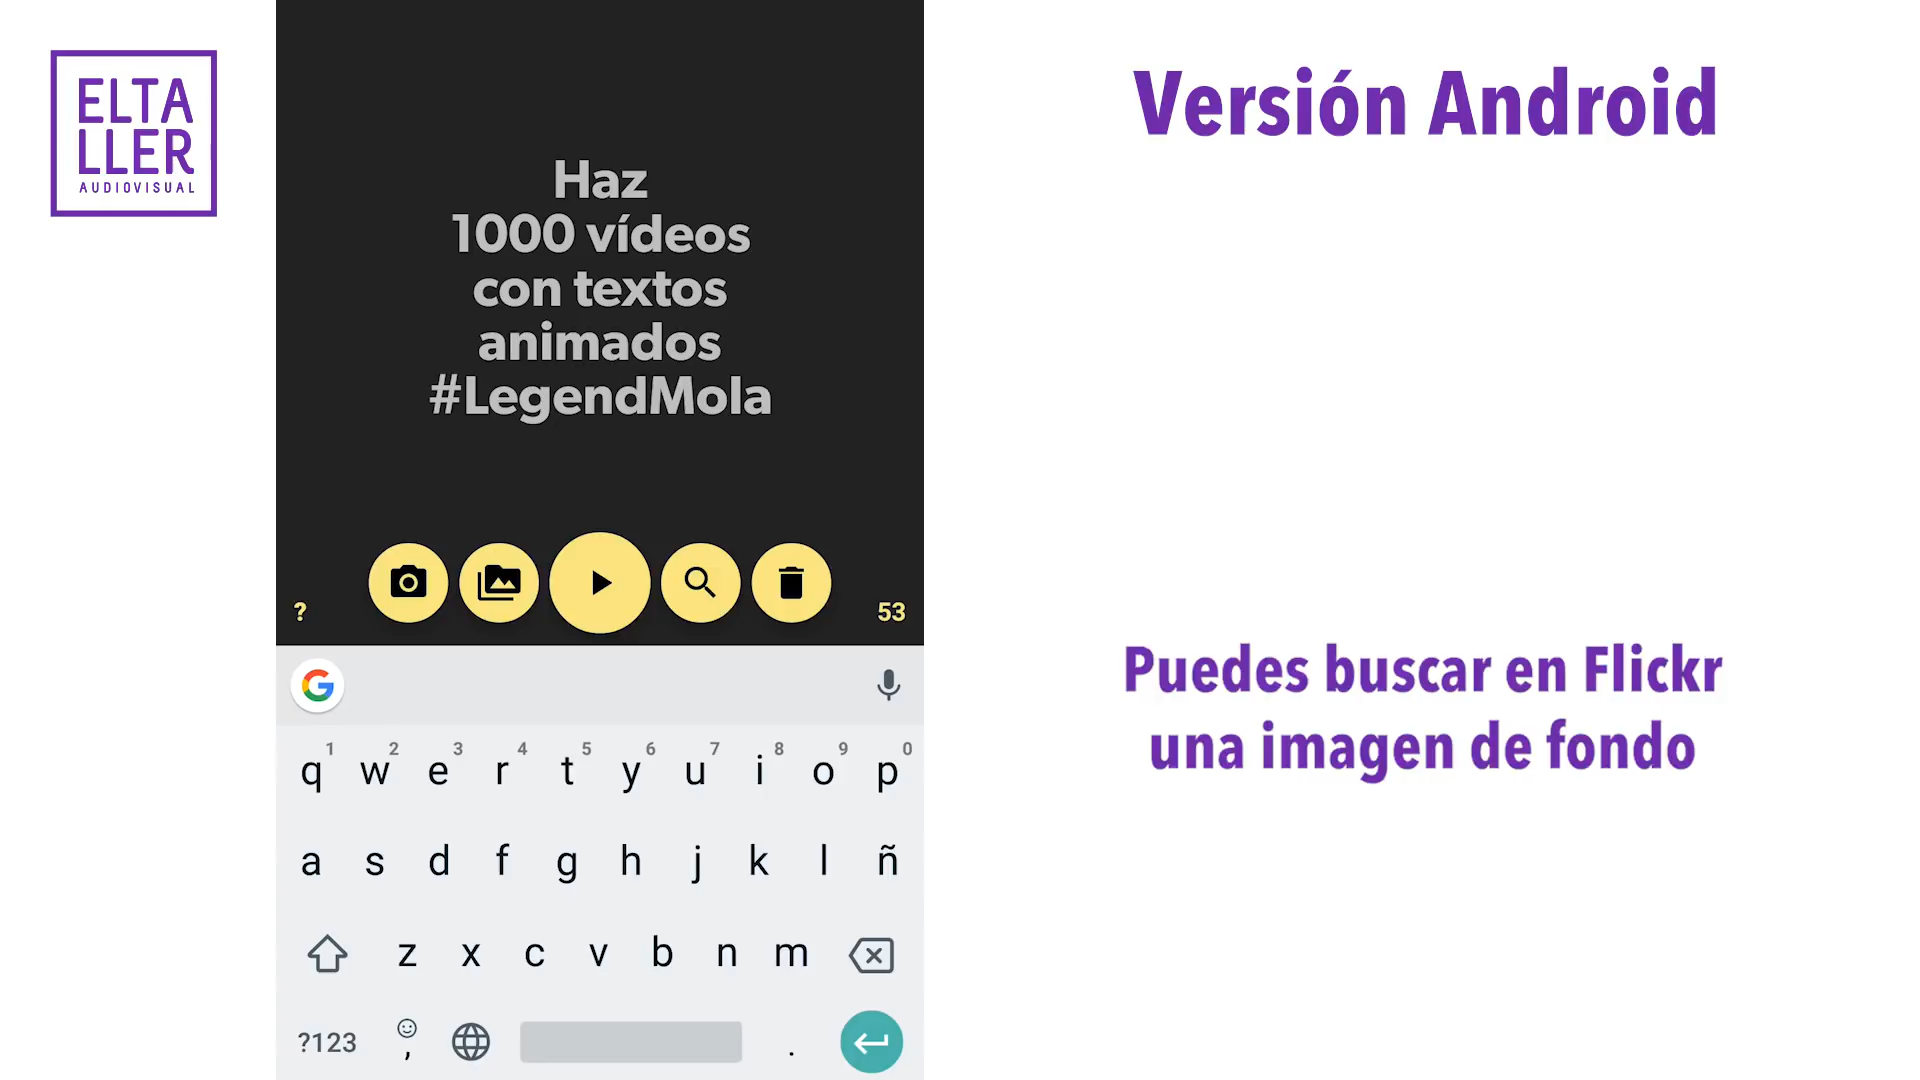 ELTA
LLER
AUDIOVISUAL
Versión Android
Haz
1000 vídeos
con textos
animados
#LegendMola
? 53
Puedes buscar en Flickr
una imagen de fondo
G
1 2 3 4 5 6 7 8 9 0
q w e r t y u i o p
a s d f g h j k l ñ
z x c v b n m
?123 , .